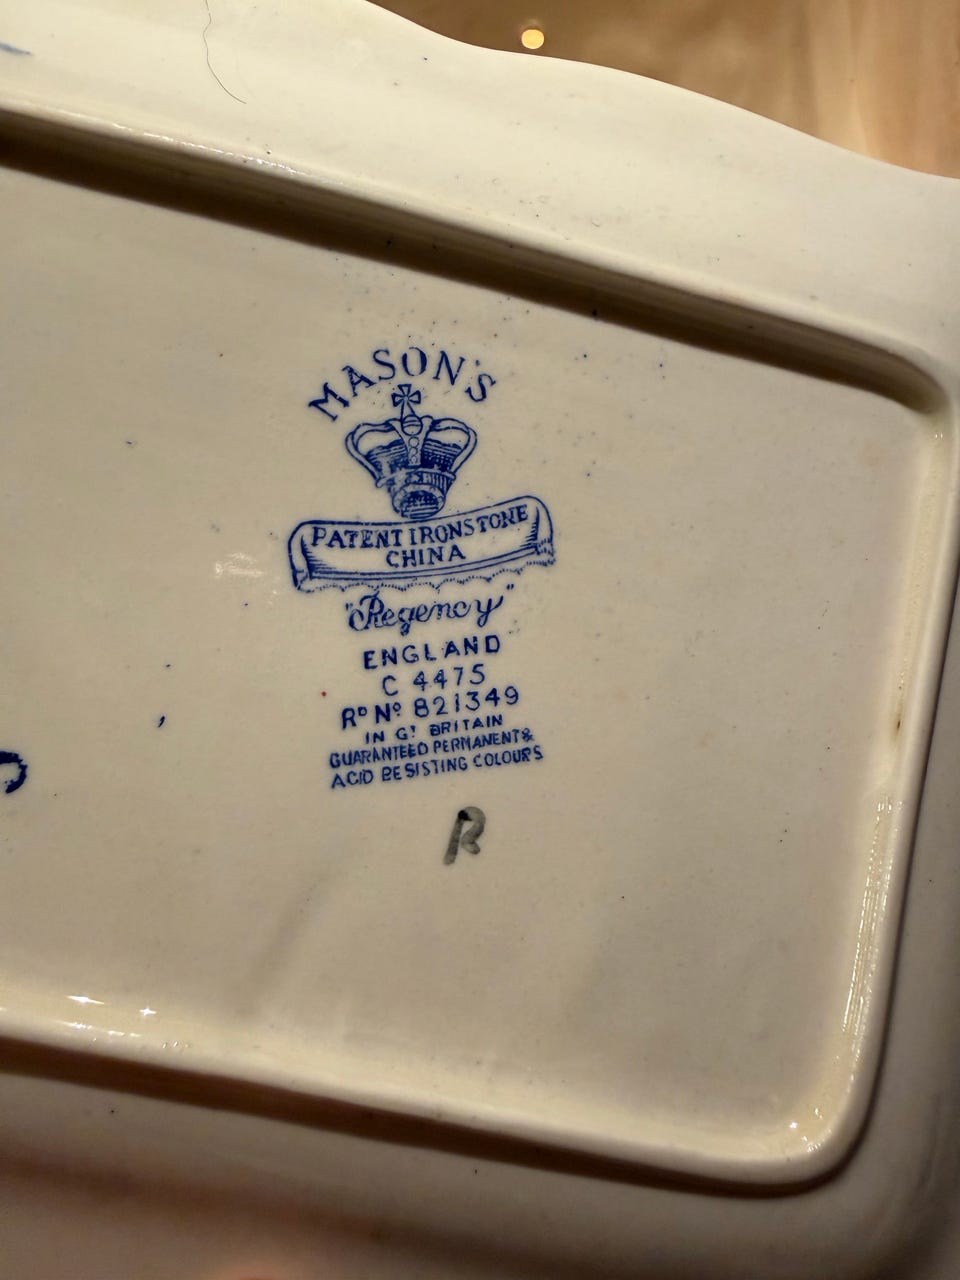 MASON'S
PATENT IRONSTONE
CHINA
"Regency"
ENGLAND
C 4475
Rᴰ Nº 821349
IN Gᵀ BRITAIN
GUARANTEED PERMANENT &
ACID RESISTING COLOURS
R